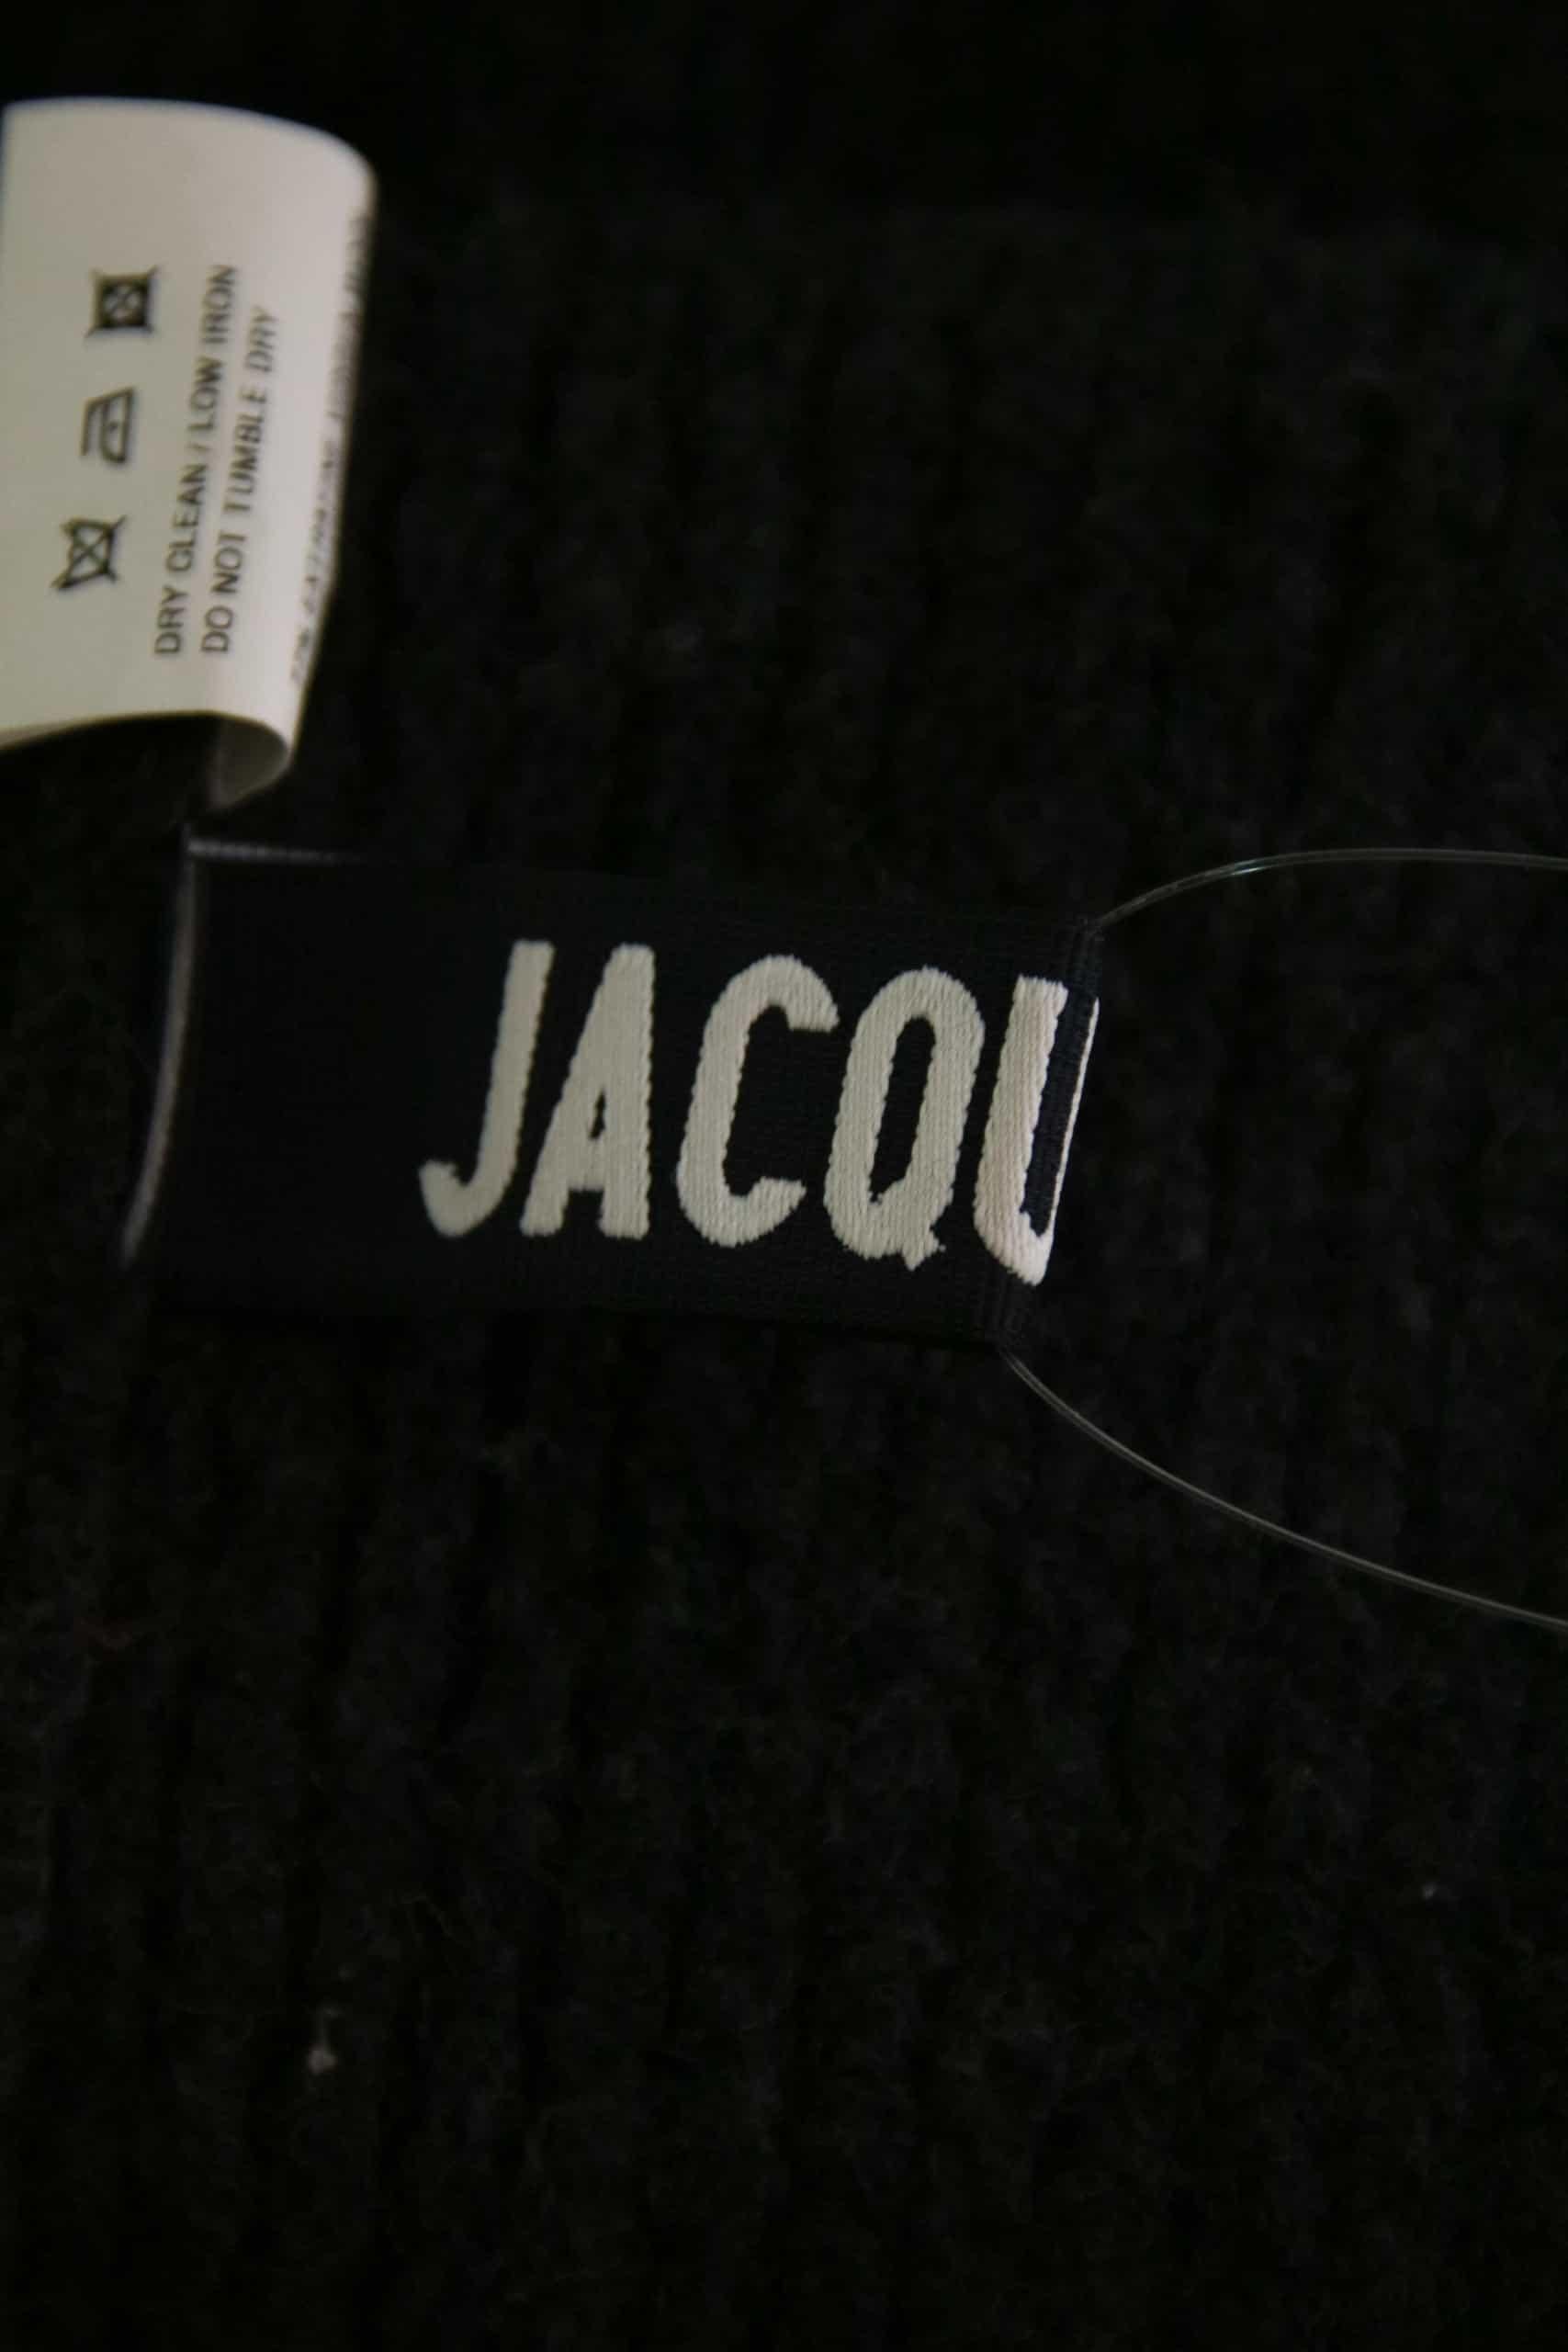 DRY CLEAN / LOW IRON
DO NOT TUMBLE DRY
JACQU